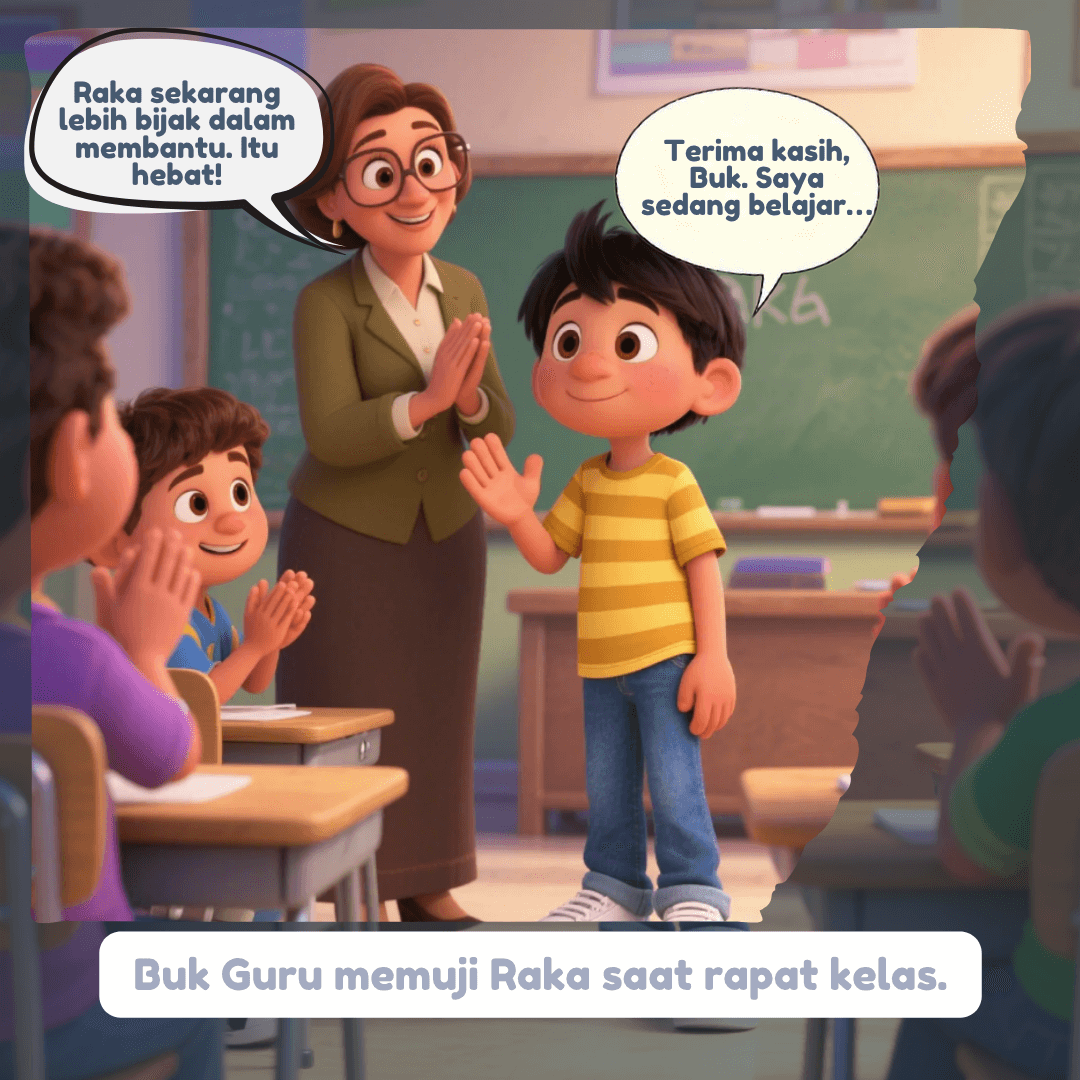 Raka sekarang
lebih bijak dalam
membantu. Itu
hebat!
Terima kasih,
Buk. Saya
sedang belajar...
Buk Guru memuji Raka saat rapat kelas.